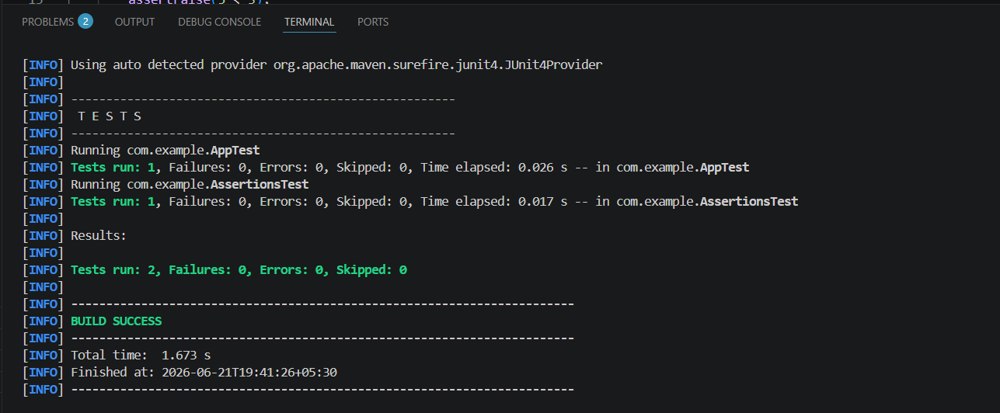 PROBLEMS 2 OUTPUT DEBUG CONSOLE TERMINAL PORTS
[INFO] Using auto detected provider org.apache.maven.surefire.junit4.JUnit4Provider
[INFO]
[INFO] -------------------------------------------------------
[INFO]  T E S T S
[INFO] -------------------------------------------------------
[INFO] Running com.example.AppTest
[INFO] Tests run: 1, Failures: 0, Errors: 0, Skipped: 0, Time elapsed: 0.026 s -- in com.example.AppTest
[INFO] Running com.example.AssertionsTest
[INFO] Tests run: 1, Failures: 0, Errors: 0, Skipped: 0, Time elapsed: 0.017 s -- in com.example.AssertionsTest
[INFO]
[INFO] Results:
[INFO]
[INFO] Tests run: 2, Failures: 0, Errors: 0, Skipped: 0
[INFO]
[INFO] ------------------------------------------------------------------------
[INFO] BUILD SUCCESS
[INFO] ------------------------------------------------------------------------
[INFO] Total time:  1.673 s
[INFO] Finished at: 2026-06-21T19:41:26+05:30
[INFO] ------------------------------------------------------------------------